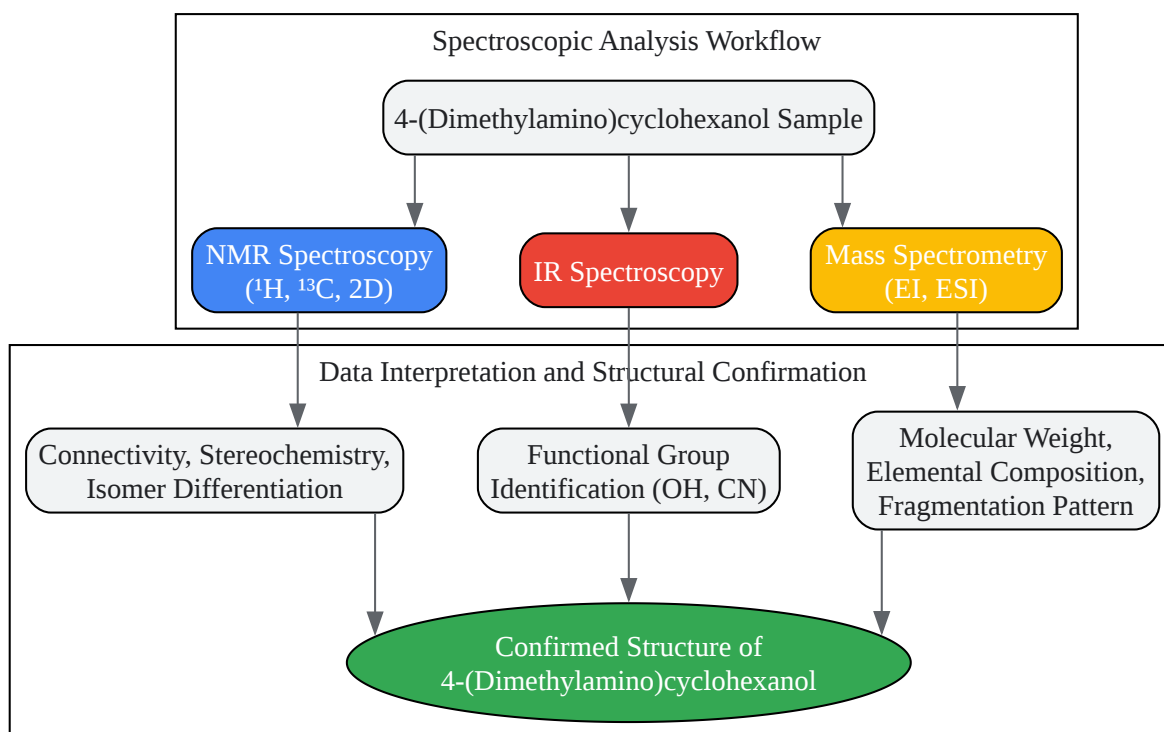 Spectroscopic Analysis Workflow
4-(Dimethylamino)cyclohexanol Sample
NMR Spectroscopy
(¹H, ¹³C, 2D)
IR Spectroscopy
Mass Spectrometry
(EI, ESI)
Data Interpretation and Structural Confirmation
Connectivity, Stereochemistry,
Isomer Differentiation
Functional Group
Identification (OH, CN)
Molecular Weight,
Elemental Composition,
Fragmentation Pattern
Confirmed Structure of
4-(Dimethylamino)cyclohexanol